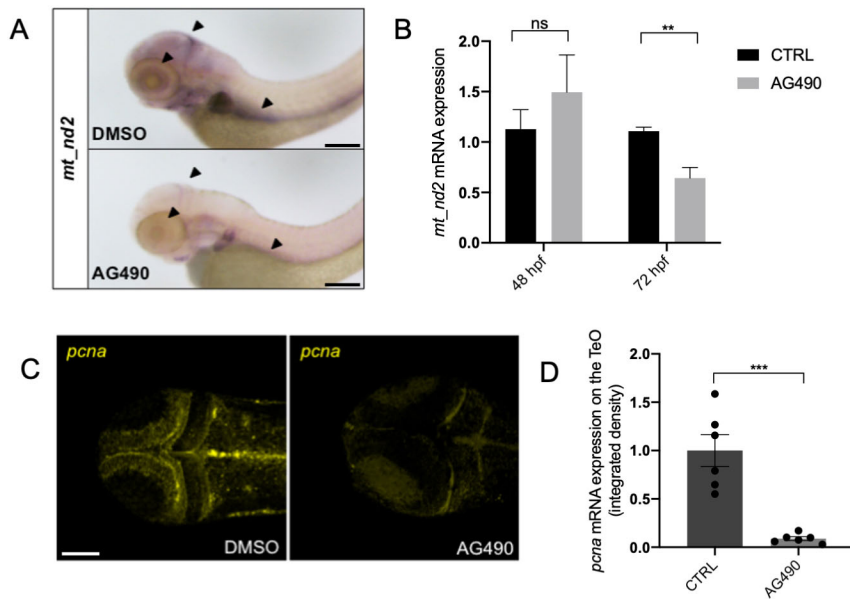 A
mt_nd2
DMSO
AG490
B
mt_nd2 mRNA expression
2.0
1.5
1.0
0.5
0.0
ns
**
48 hpf
72 hpf
CTRL
AG490
C
pcna
DMSO
pcna
AG490
D
pcna mRNA expression on the TeO
(integrated density)
2.0
1.5
1.0
0.5
0.0
***
CTRL
AG490